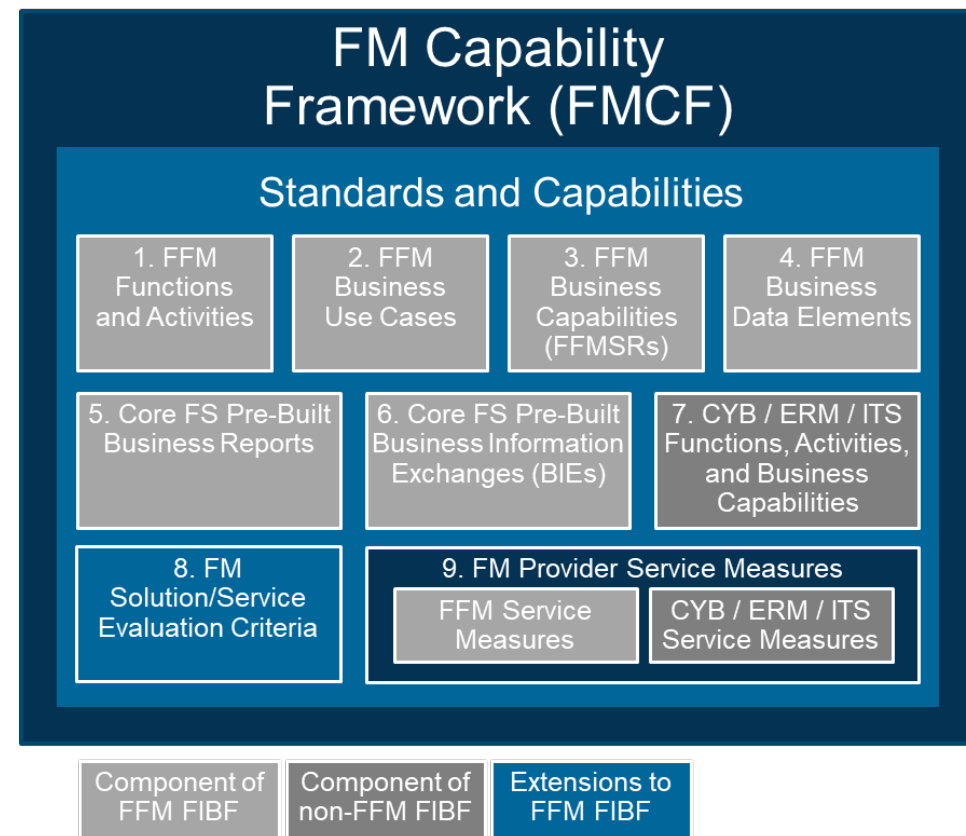 FM Capability
Framework (FMCF)
Standards and Capabilities
1. FFM
Functions
and Activities
2. FFM
Business
Use Cases
3. FFM
Business
Capabilities
(FFMSRs)
4. FFM
Business
Data Elements
5. Core FS Pre-Built
Business Reports
6. Core FS Pre-Built
Business Information
Exchanges (BIEs)
7. CYB / ERM / ITS
Functions, Activities,
and Business
Capabilities
8. FM
Solution/Service
Evaluation Criteria
9. FM Provider Service Measures
FFM Service
Measures
CYB / ERM / ITS
Service Measures
Component of
FFM FIBF
Component of
non-FFM FIBF
Extensions to
FFM FIBF